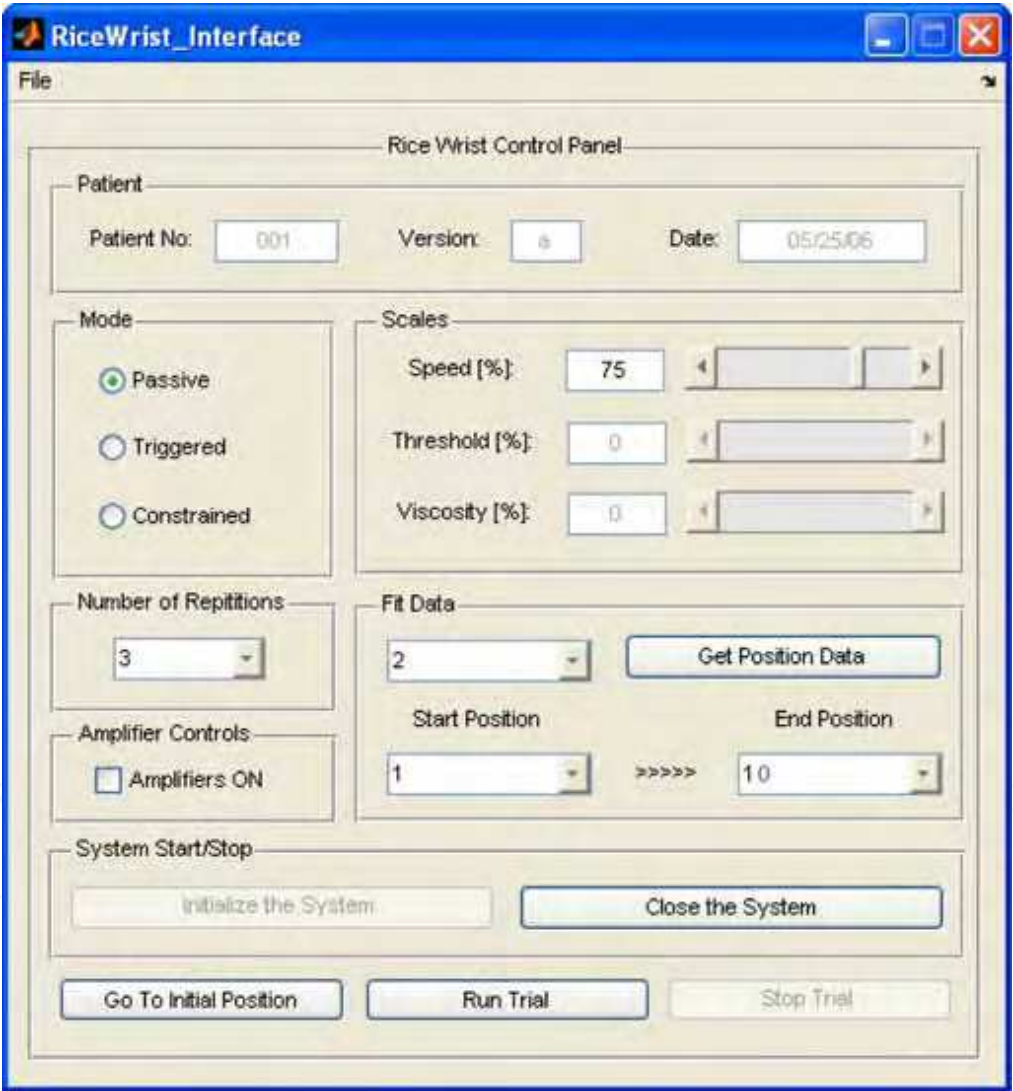 RiceWrist_Interface
File
Rice Wrist Control Panel
Patient
Patient No: 001 Version: a Date: 05/25/06
Mode
Passive
Triggered
Constrained
Scales
Speed [%]: 75
Threshold [%]: 0
Viscosity [%]: 0
Number of Repititions
3
Amplifier Controls
Amplifiers ON
Fit Data
2 Get Position Data
Start Position End Position
1 >>>>> 10
System Start/Stop
Initialize the System Close the System
Go To Initial Position Run Trial Stop Trial